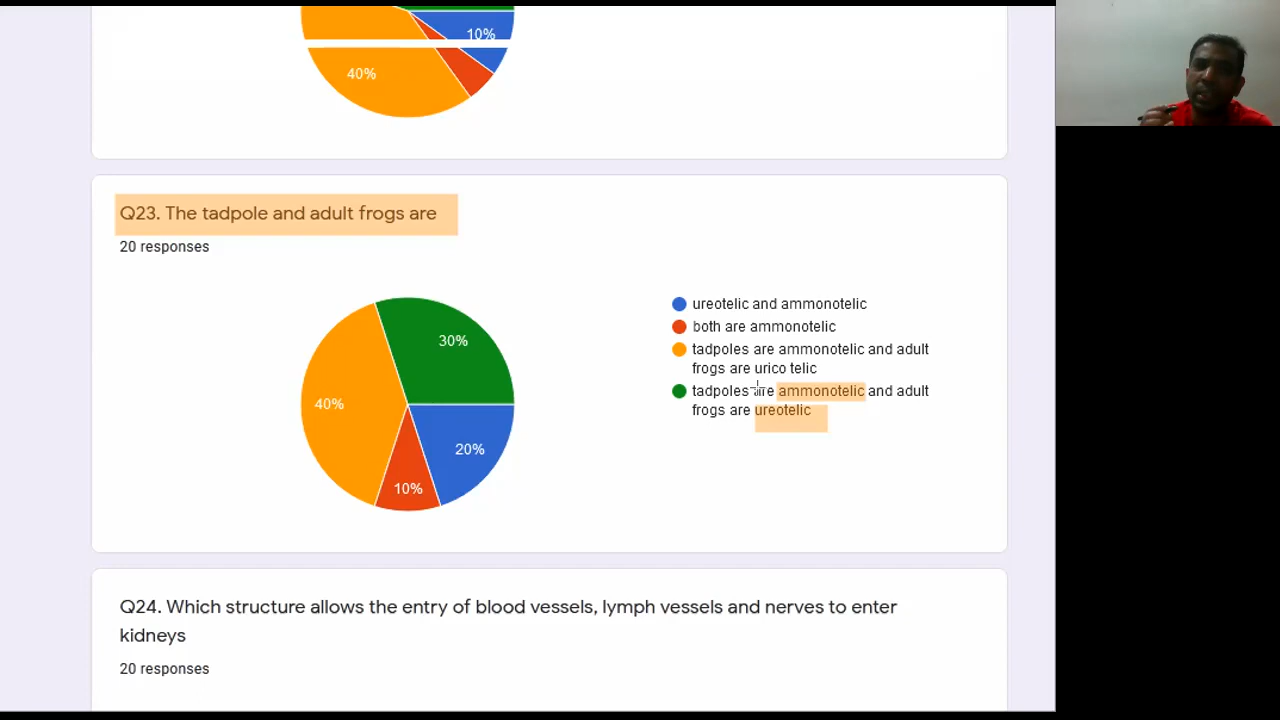 10%
40%
Q23. The tadpole and adult frogs are
20 responses
30%
40%
20%
10%
ureotelic and ammonotelic
both are ammonotelic
tadpoles are ammonotelic and adult
frogs are urico telic
tadpoles are ammonotelic and adult
frogs are ureotelic
Q24. Which structure allows the entry of blood vessels, lymph vessels and nerves to enter
kidneys
20 responses